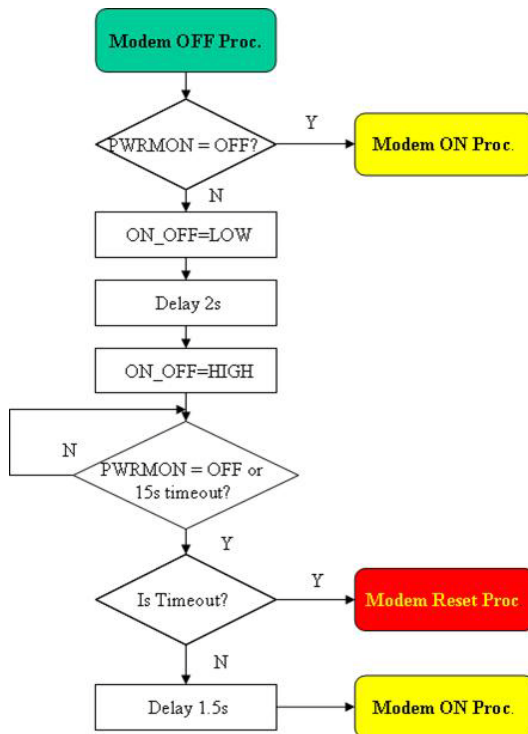 Modem OFF Proc.
PWRMON = OFF?
Y
Modem ON Proc.
N
ON_OFF=LOW
Delay 2s
ON_OFF=HIGH
N
PWRMON = OFF or
15s timeout?
Y
Is Timeout?
Y
Modem Reset Proc
N
Delay 1.5s
Modem ON Proc.